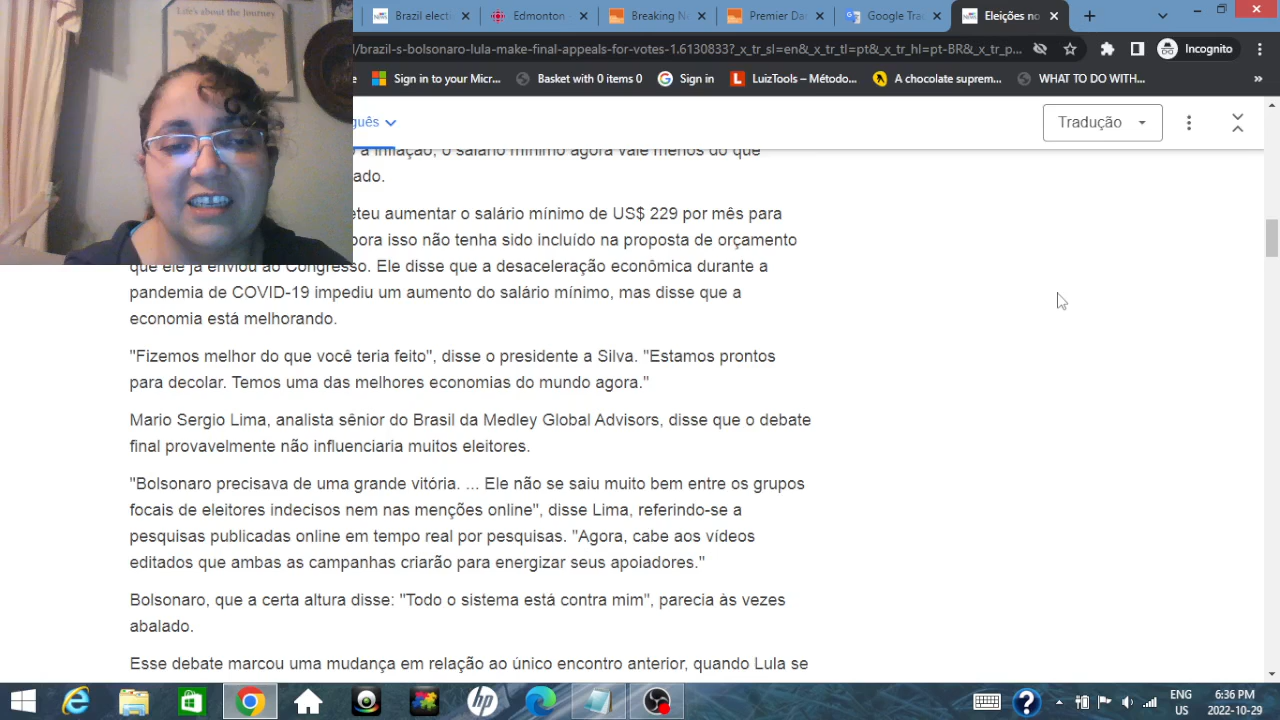 Life's about the Journey
Brazil electi
Edmonton
Breaking N
Premier Da
Google Tra
Eleições no
/brazil-s-bolsonaro-lula-make-final-appeals-for-votes-1.6130833?_x_tr_sl=en&_x_tr_tl=pt&_x_tr_hl=pt-BR&_x_tr_p...
Incognito
Sign in to your Micr...
Basket with 0 items 0
Sign in
LuizTools – Método...
A chocolate suprem...
WHAT TO DO WITH...
»
guês
Tradução
a inflação, o salário mínimo agora vale menos do que
ado.
eteu aumentar o salário mínimo de US$ 229 por mês para
bora isso não tenha sido incluído na proposta de orçamento
que ele já enviou ao Congresso. Ele disse que a desaceleração econômica durante a
pandemia de COVID-19 impediu um aumento do salário mínimo, mas disse que a
economia está melhorando.
"Fizemos melhor do que você teria feito", disse o presidente a Silva. "Estamos prontos
para decolar. Temos uma das melhores economias do mundo agora."
Mario Sergio Lima, analista sênior do Brasil da Medley Global Advisors, disse que o debate
final provavelmente não influenciaria muitos eleitores.
"Bolsonaro precisava de uma grande vitória. ... Ele não se saiu muito bem entre os grupos
focais de eleitores indecisos nem nas menções online", disse Lima, referindo-se a
pesquisas publicadas online em tempo real por pesquisas. "Agora, cabe aos vídeos
editados que ambas as campanhas criarão para energizar seus apoiadores."
Bolsonaro, que a certa altura disse: "Todo o sistema está contra mim", parecia às vezes
abalado.
Esse debate marcou uma mudança em relação ao único encontro anterior, quando Lula se
ENG
US
6:36 PM
2022-10-29